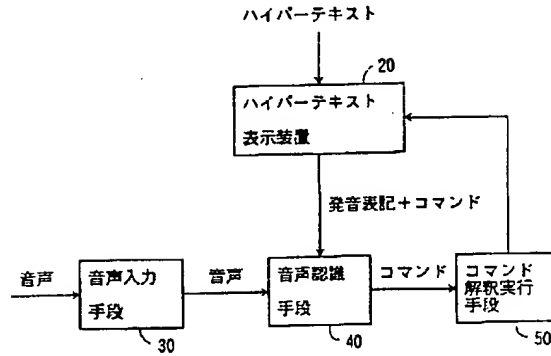 ハイパーテキスト
20
ハイパーテキスト
表示装置
発音表記+コマンド
音声
音声入力
手段
音声
音声認識
手段
コマンド
コマンド
解釈実行
手段
30
40
50